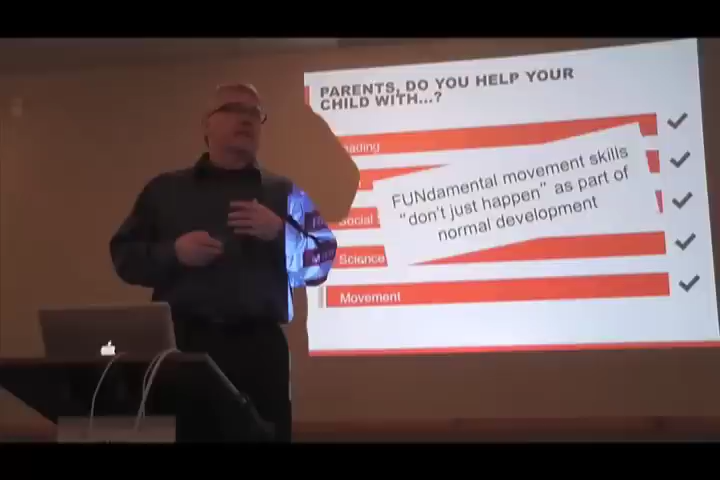 PARENTS, DO YOU HELP YOUR
CHILD WITH...?
FUNdamental movement skills
"don't just happen" as part of
normal development
Social
Science
Movement